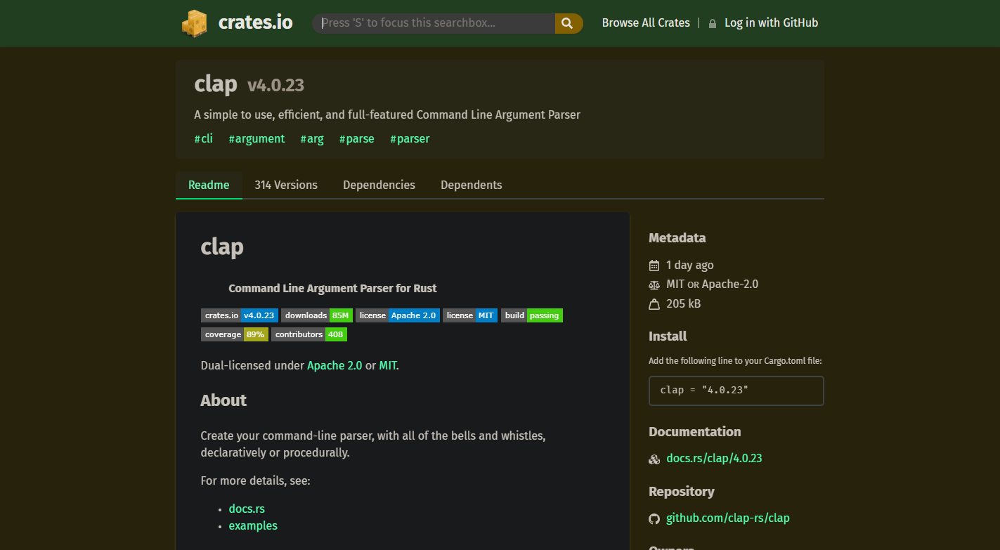 crates.io
Press 'S' to focus this searchbox...
Browse All Crates | Log in with GitHub
clap v4.0.23
A simple to use, efficient, and full-featured Command Line Argument Parser
#cli #argument #arg #parse #parser
Readme 314 Versions Dependencies Dependents
clap
Command Line Argument Parser for Rust
crates.io v4.0.23 downloads 85M license Apache 2.0 license MIT build passing
coverage 89% contributors 408
Dual-licensed under Apache 2.0 or MIT.
About
Create your command-line parser, with all of the bells and whistles,
declaratively or procedurally.
For more details, see:
• docs.rs
• examples
Metadata
1 day ago
MIT OR Apache-2.0
205 kB
Install
Add the following line to your Cargo.toml file:
clap = "4.0.23"
Documentation
docs.rs/clap/4.0.23
Repository
github.com/clap-rs/clap
Owners